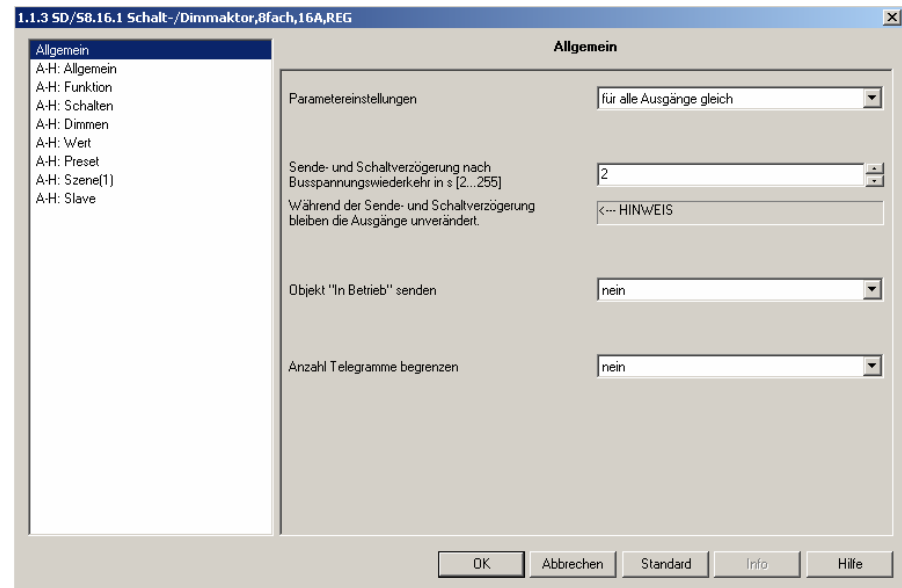 1.1.3 SD/S8.16.1 Schalt-/Dimmaktor,8fach,16A,REG
Allgemein
A-H: Allgemein
A-H: Funktion
A-H: Schalten
A-H: Dimmen
A-H: Wert
A-H: Preset
A-H: Szene(1)
A-H: Slave
Allgemein
Parametereinstellungen
für alle Ausgänge gleich
Sende- und Schaltverzögerung nach
Busspannungswiederkehr in s [2...255]
2
Während der Sende- und Schaltverzögerung
bleiben die Ausgänge unverändert.
<--- HINWEIS
Objekt "In Betrieb" senden
nein
Anzahl Telegramme begrenzen
nein
OK
Abbrechen
Standard
Info
Hilfe